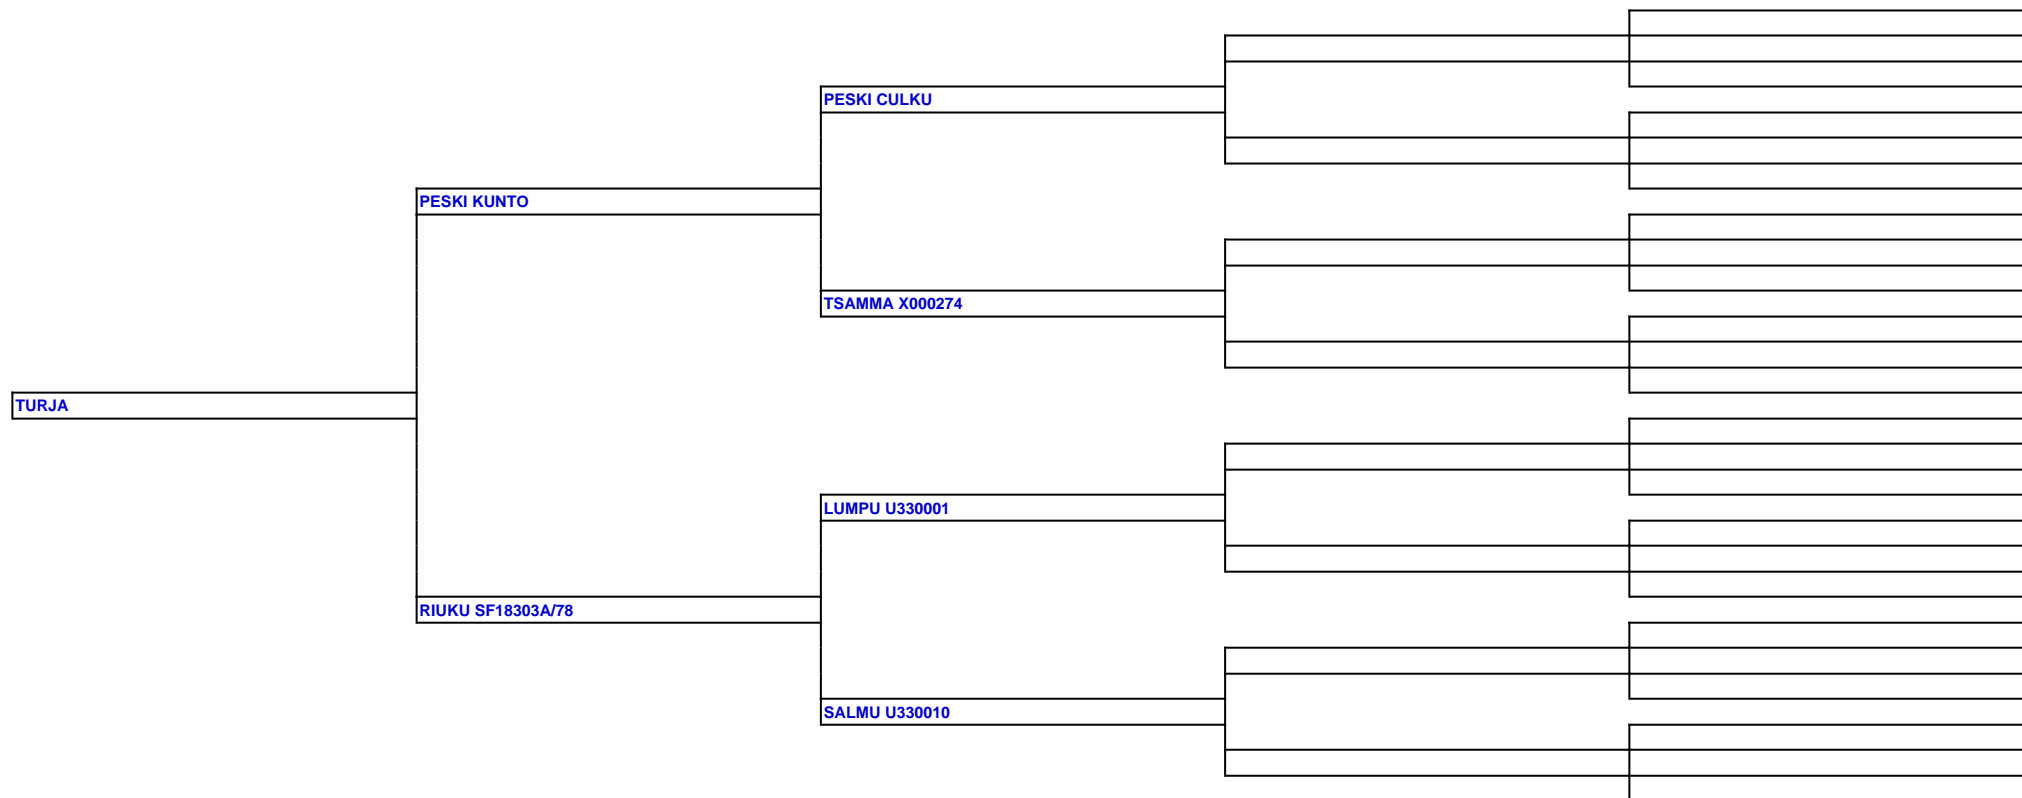 PESKI CULKU
PESKI KUNTO
TSAMMA X000274
TURJA
LUMPU U330001
RIUKU SF18303A/78
SALMU U330010